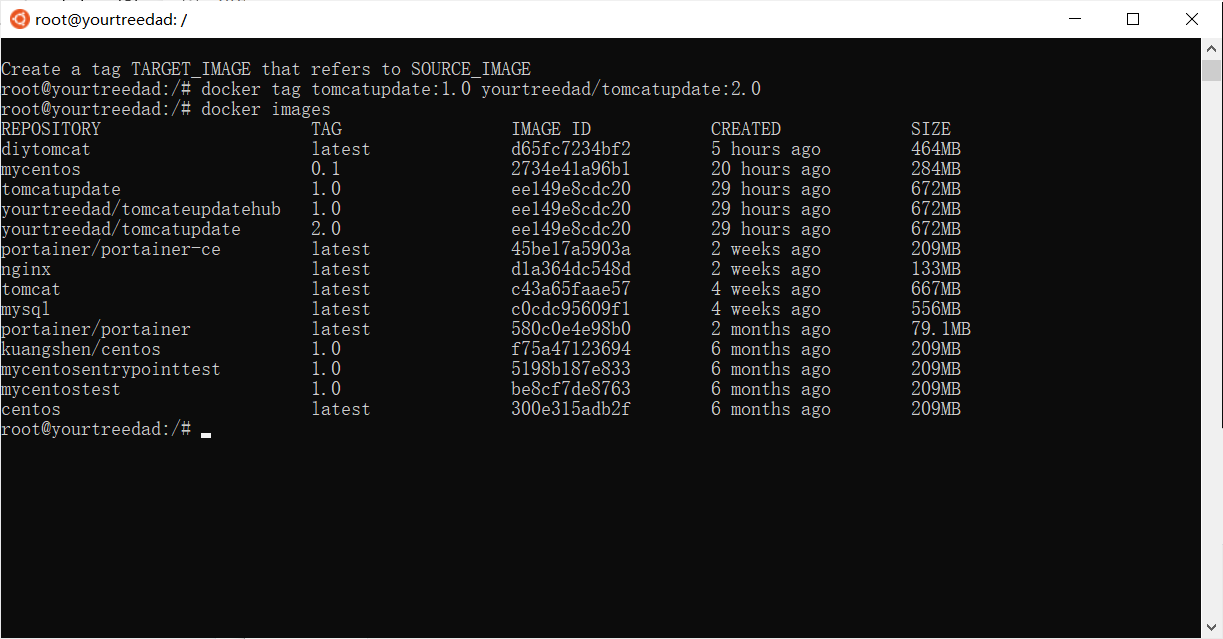 root@yourtreedad: /
Create a tag TARGET_IMAGE that refers to SOURCE_IMAGE
root@yourtreedad:/# docker tag tomcatupdate:1.0 yourtreedad/tomcatupdate:2.0
root@yourtreedad:/# docker images
REPOSITORY TAG IMAGE ID CREATED SIZE
diytomcat latest d65fc7234bf2 5 hours ago 464MB
mycentos 0.1 2734e41a96b1 20 hours ago 284MB
tomcatupdate 1.0 ee149e8cdc20 29 hours ago 672MB
yourtreedad/tomcateupdatehub 1.0 ee149e8cdc20 29 hours ago 672MB
yourtreedad/tomcatupdate 2.0 ee149e8cdc20 29 hours ago 672MB
portainer/portainer-ce latest 45be17a5903a 2 weeks ago 209MB
nginx latest d1a364dc548d 2 weeks ago 133MB
tomcat latest c43a65faae57 4 weeks ago 667MB
mysql latest c0cdc95609f1 4 weeks ago 556MB
portainer/portainer latest 580c0e4e98b0 2 months ago 79.1MB
kuangshen/centos 1.0 f75a47123694 6 months ago 209MB
mycentosentrypointtest 1.0 5198b187e833 6 months ago 209MB
mycentostest 1.0 be8cf7de8763 6 months ago 209MB
centos latest 300e315adb2f 6 months ago 209MB
root@yourtreedad:/#